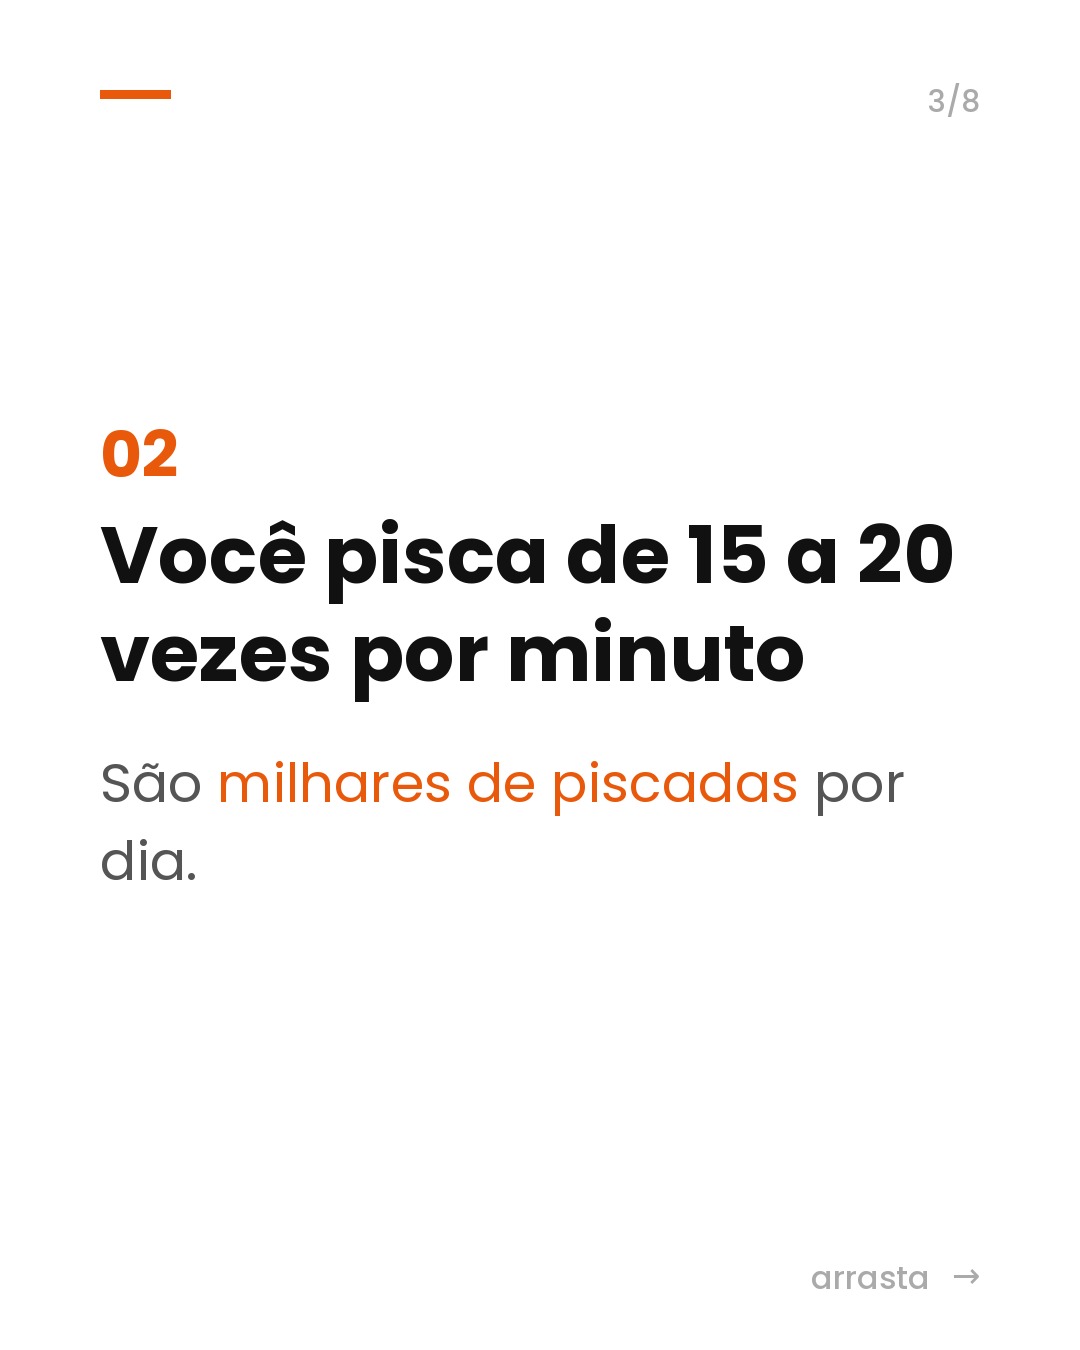 3/8
02
Você pisca de 15 a 20
vezes por minuto
São milhares de piscadas por
dia.
arrasta →